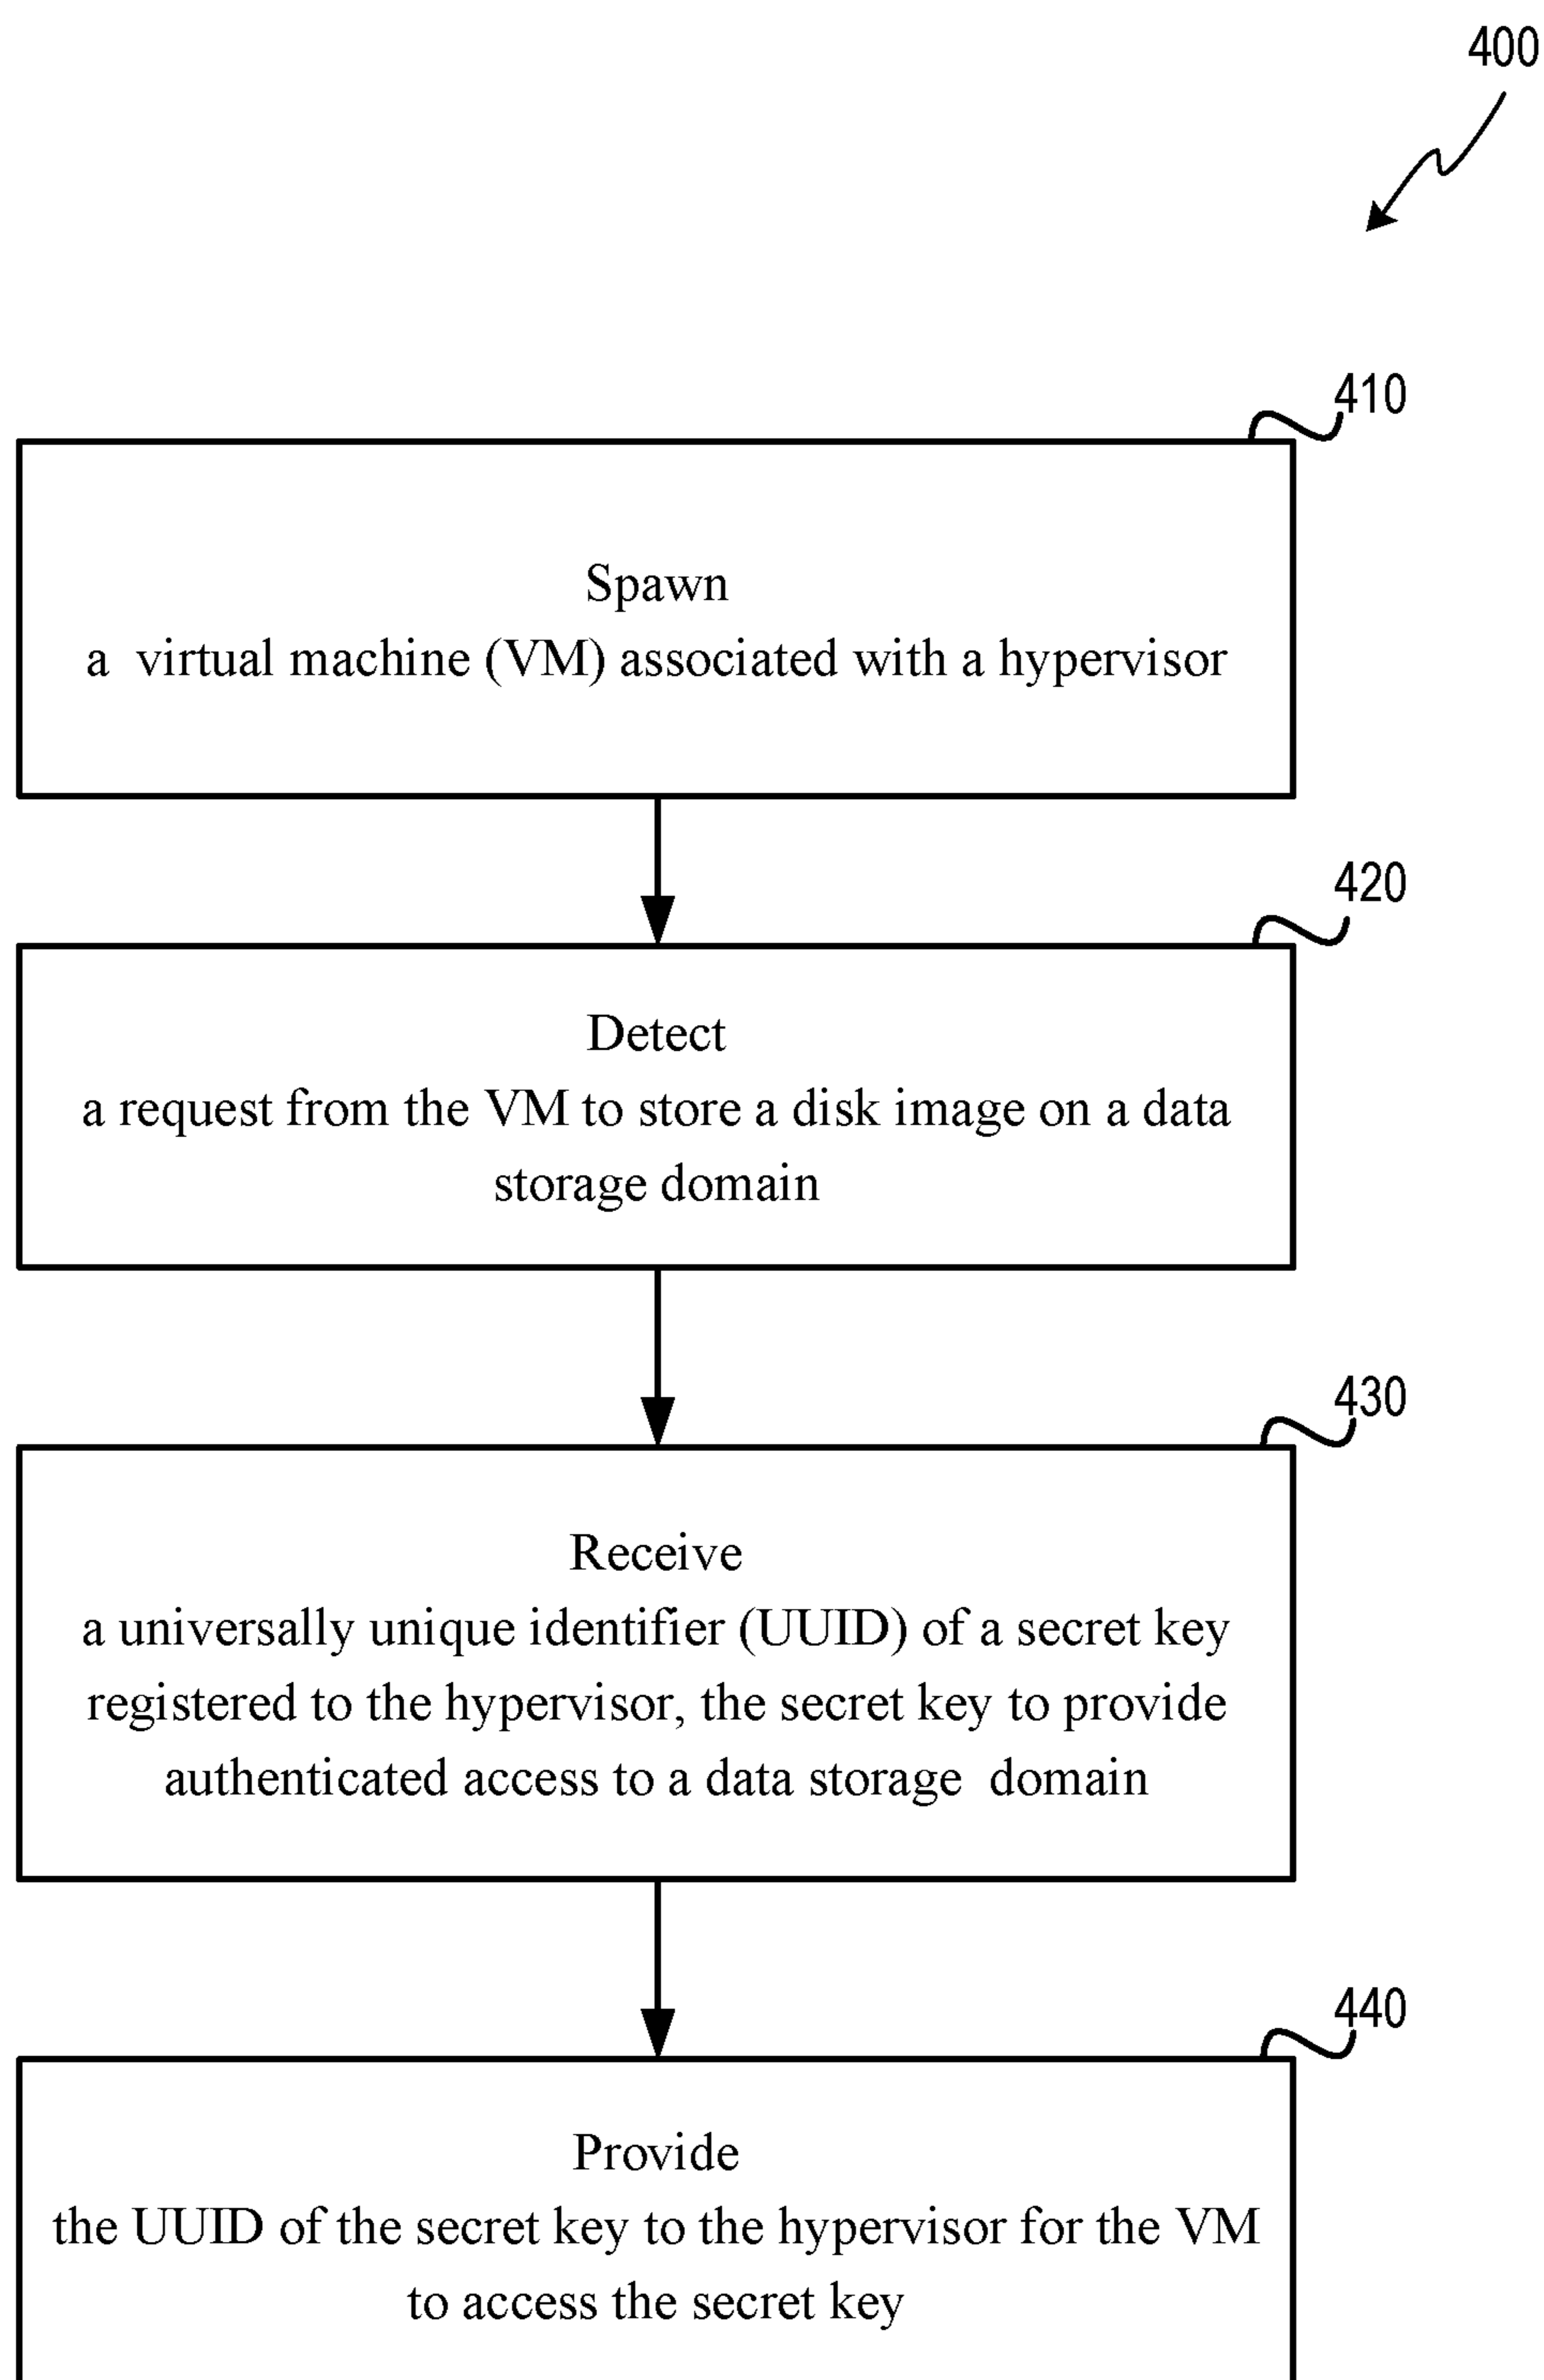 400
410
Spawn
a virtual machine (VM) associated with a hypervisor
420
Detect
a request from the VM to store a disk image on a data
storage domain
430
Receive
a universally unique identifier (UUID) of a secret key
registered to the hypervisor, the secret key to provide
authenticated access to a data storage domain
440
Provide
the UUID of the secret key to the hypervisor for the VM
to access the secret key